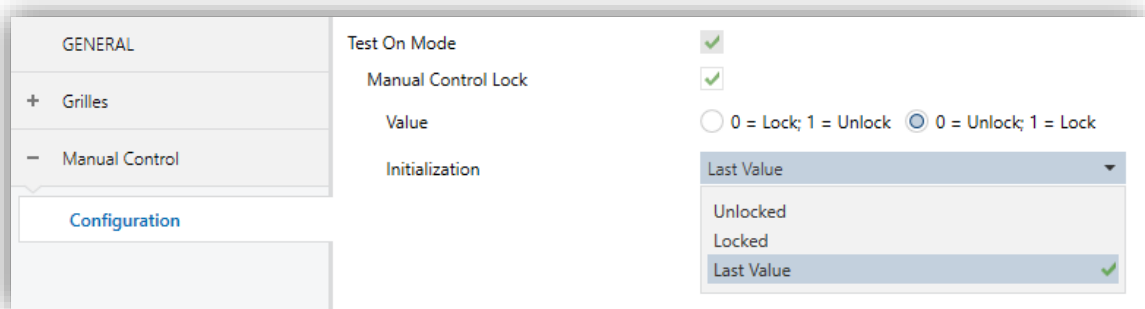 GENERAL
+ Grilles
− Manual Control
Configuration
Test On Mode
Manual Control Lock
Value
0 = Lock; 1 = Unlock 0 = Unlock; 1 = Lock
Initialization
Last Value
Unlocked
Locked
Last Value